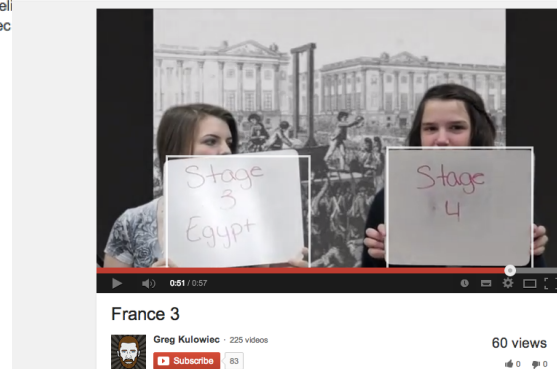 Stage
3
Egypt
Stage
4
0:51 / 0:57
France 3
Greg Kulowiec · 225 videos
Subscribe 83
60 views
0 0